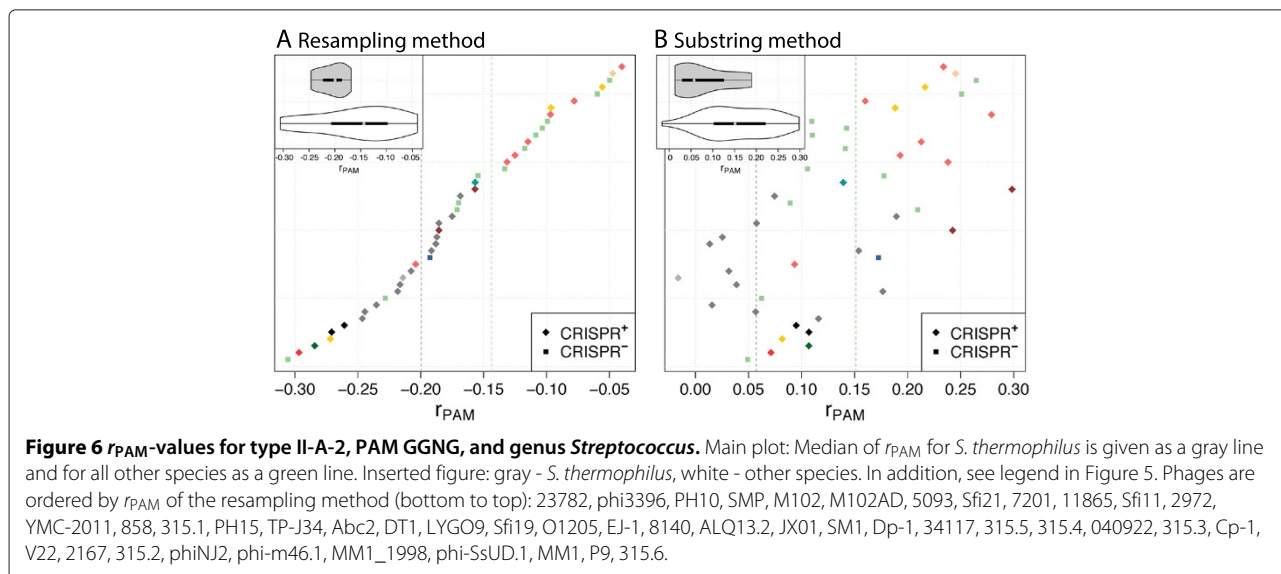 A Resampling method
B Substring method
-0.30 -0.25 -0.20 -0.15 -0.10 -0.05
rPAM
0 0.05 0.10 0.15 0.20 0.25 0.30
rPAM
CRISPR+
CRISPR−
CRISPR+
CRISPR−
−0.30 −0.25 −0.20 −0.15 −0.10 −0.05
0.00 0.05 0.10 0.15 0.20 0.25 0.30
rPAM
rPAM
Figure 6 rPAM-values for type II-A-2, PAM GGNG, and genus Streptococcus. Main plot: Median of rPAM for S. thermophilus is given as a gray line
and for all other species as a green line. Inserted figure: gray - S. thermophilus, white - other species. In addition, see legend in Figure 5. Phages are
ordered by rPAM of the resampling method (bottom to top): 23782, phi3396, PH10, SMP, M102, M102AD, 5093, Sfi21, 7201, 11865, Sfi11, 2972,
YMC-2011, 858, 315.1, PH15, TP-J34, Abc2, DT1, LYGO9, Sfi19, O1205, EJ-1, 8140, ALQ13.2, JX01, SM1, Dp-1, 34117, 315.5, 315.4, 040922, 315.3, Cp-1,
V22, 2167, 315.2, phiNJ2, phi-m46.1, MM1_1998, phi-SsUD.1, MM1, P9, 315.6.